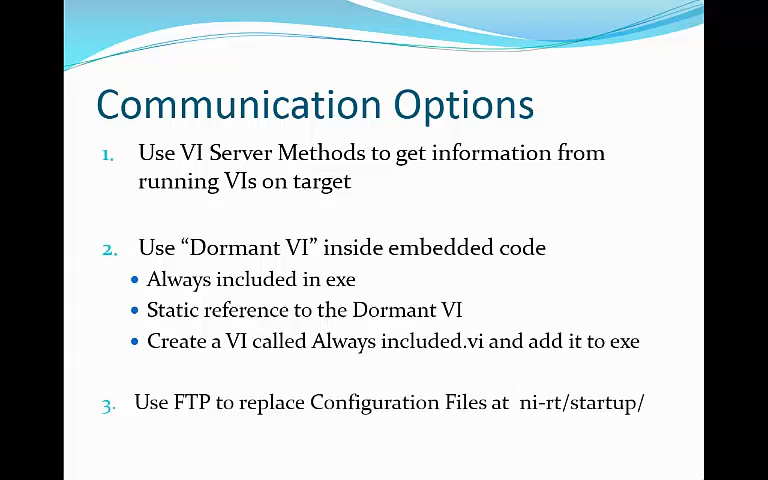 Communication Options
1. Use VI Server Methods to get information from
running VIs on target
2. Use “Dormant VI” inside embedded code
• Always included in exe
• Static reference to the Dormant VI
• Create a VI called Always included.vi and add it to exe
3. Use FTP to replace Configuration Files at ni-rt/startup/